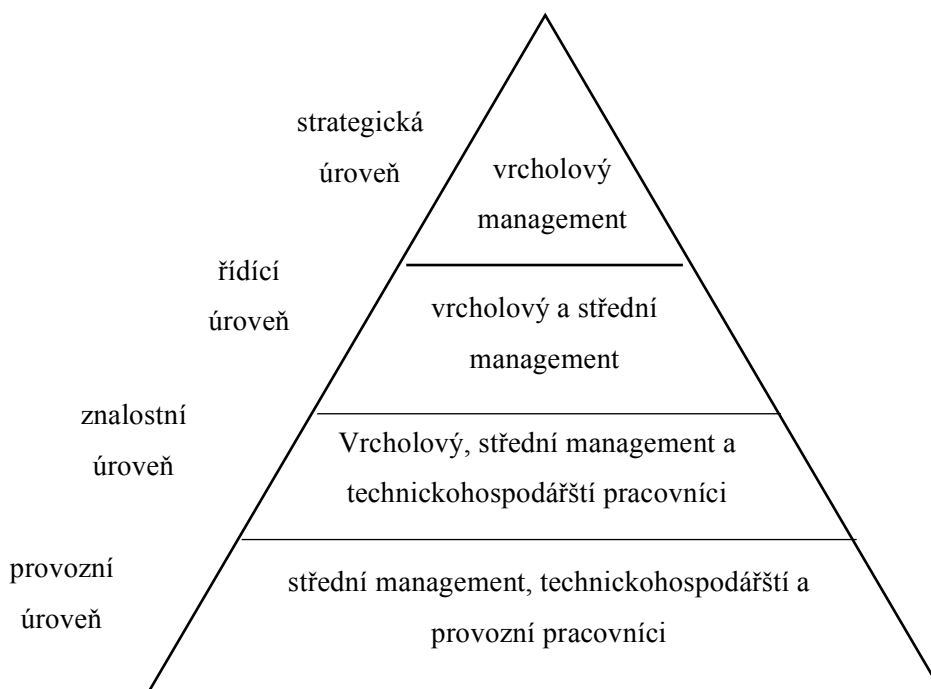 strategická
úroveň
vrcholový
management
řídící
úroveň
vrcholový a střední
management
znalostní
úroveň
Vrcholový, střední management a
technickohospodářští pracovníci
provozní
úroveň
střední management, technickohospodářští a
provozní pracovníci